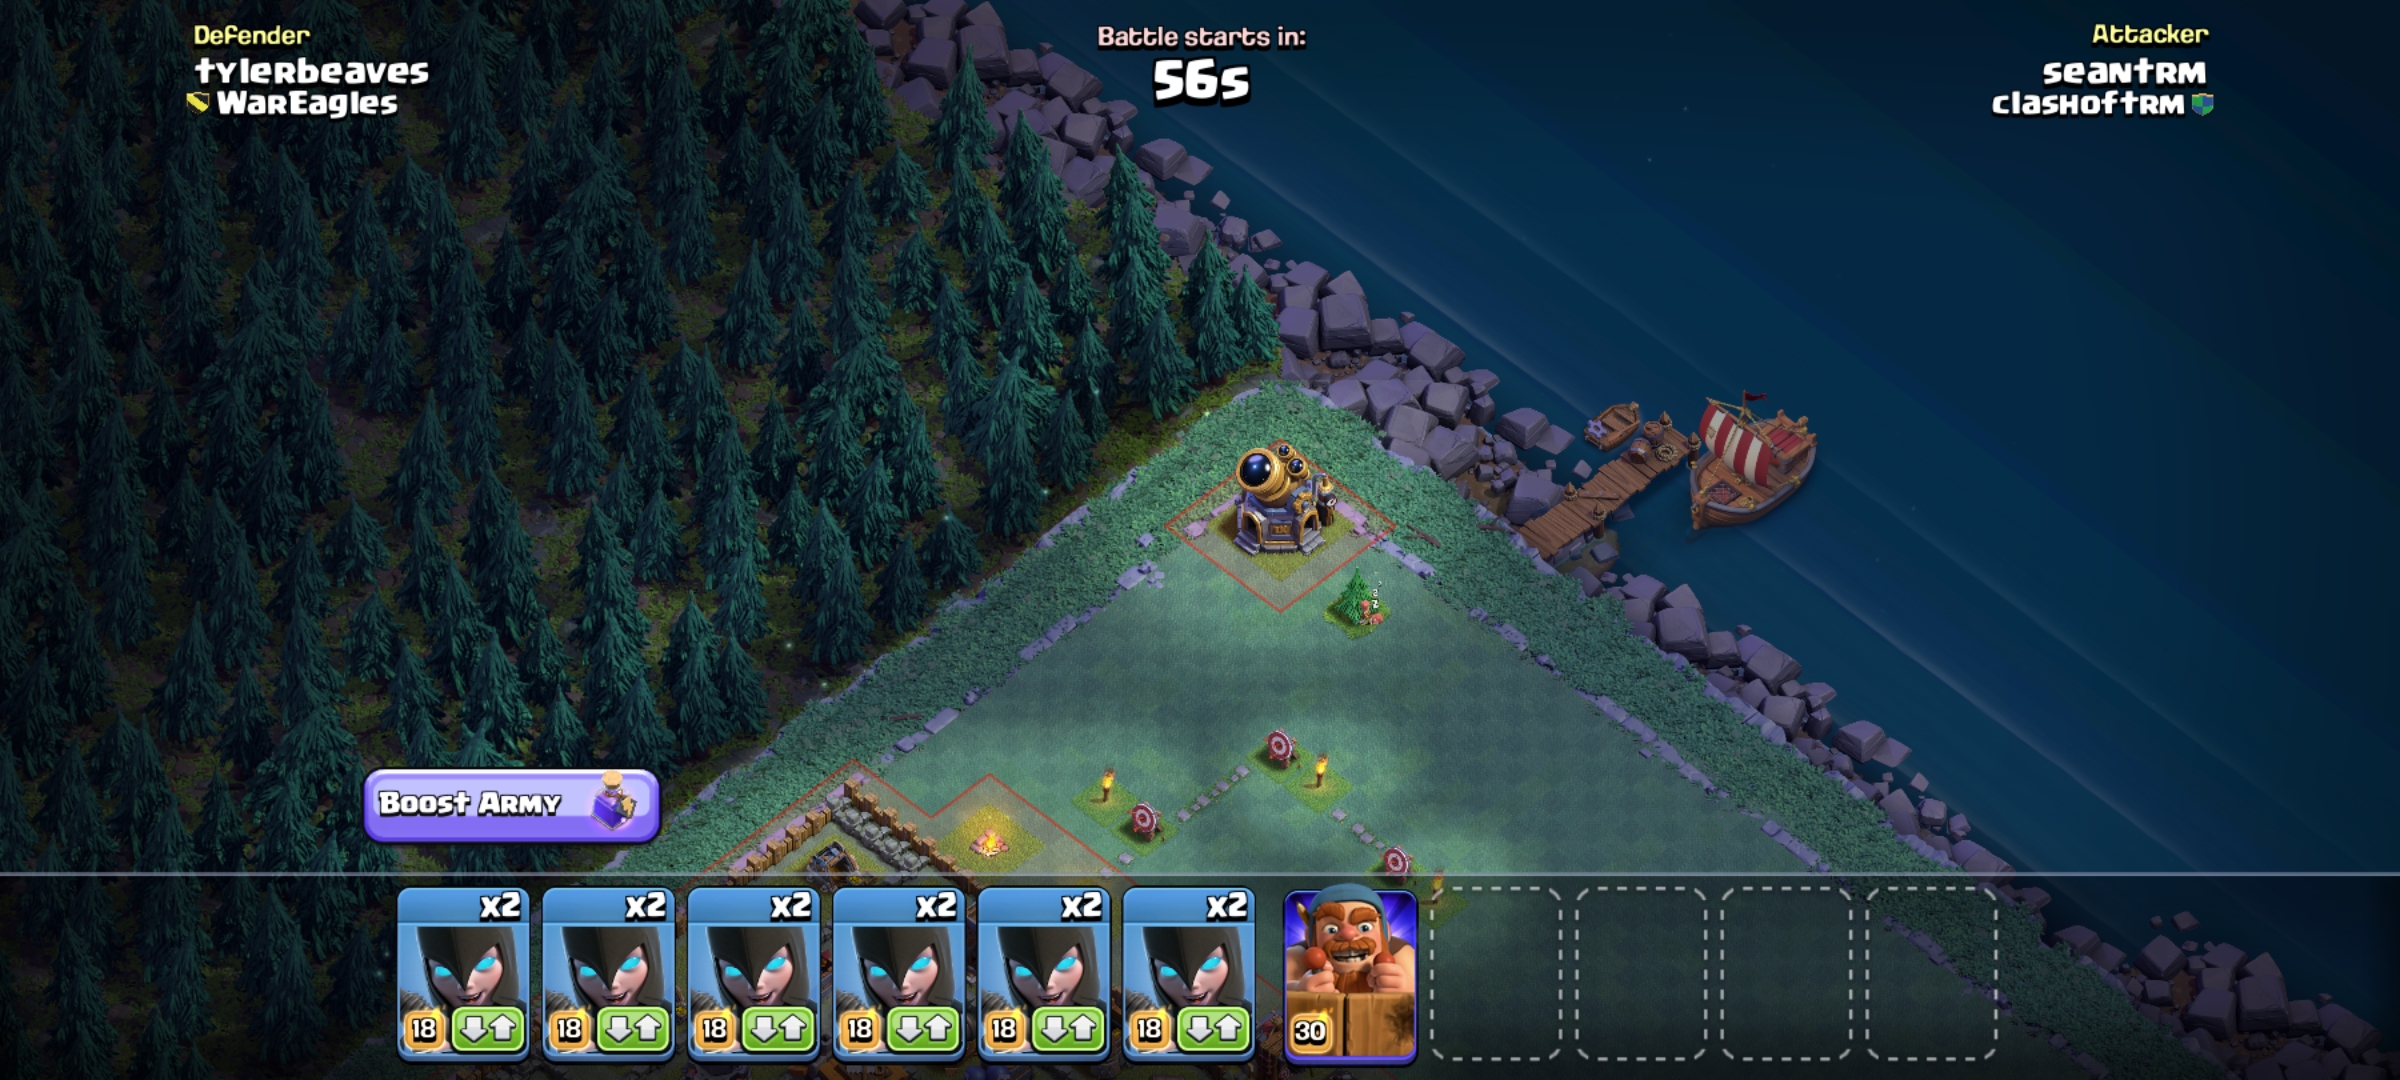 Defender
tylerbeaves
WarEagles
Battle starts in:
56s
Attacker
seantrm
clashoftrm
Boost Army
x2
x2
x2
x2
x2
x2
18
18
18
18
18
18
30